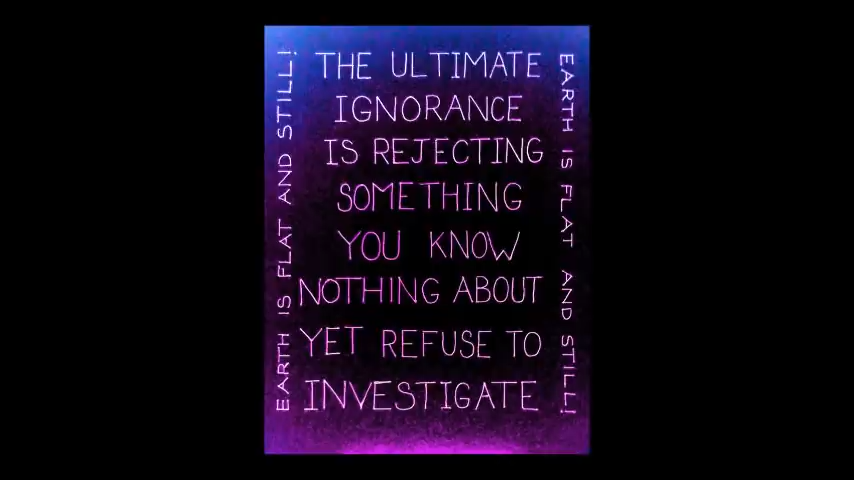 THE ULTIMATE
IGNORANCE
IS REJECTING
SOMETHING
YOU KNOW
NOTHING ABOUT
YET REFUSE TO
INVESTIGATE
EARTH IS FLAT AND STILL!
EARTH IS FLAT AND STILL!